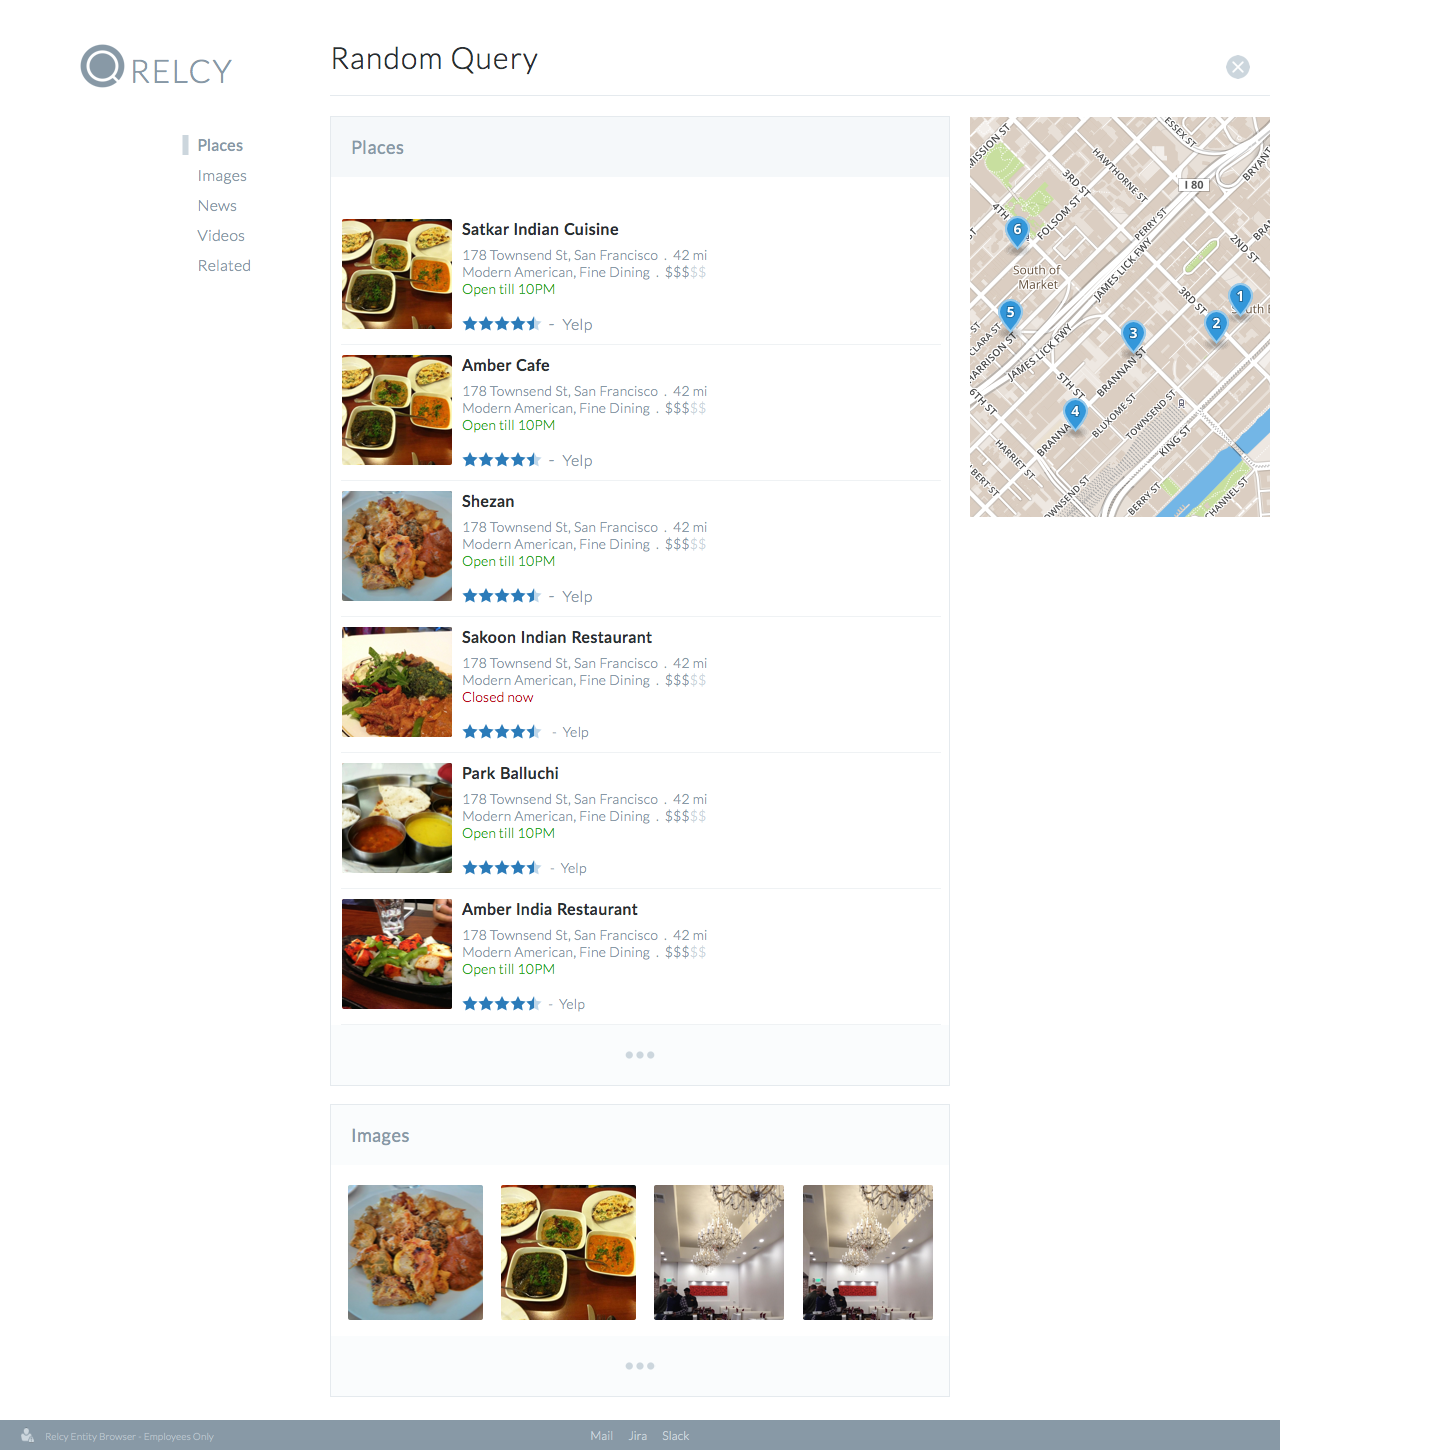 RELCY
Random Query
Places
Images
News
Videos
Related
Places
Satkar Indian Cuisine
178 Townsend St, San Francisco . 42 mi
Modern American, Fine Dining . $$$$$
Open till 10PM
- Yelp
Amber Cafe
178 Townsend St, San Francisco . 42 mi
Modern American, Fine Dining . $$$$$
Open till 10PM
- Yelp
Shezan
178 Townsend St, San Francisco . 42 mi
Modern American, Fine Dining . $$$$$
Open till 10PM
- Yelp
Sakoon Indian Restaurant
178 Townsend St, San Francisco . 42 mi
Modern American, Fine Dining . $$$$$
Closed now
- Yelp
Park Balluchi
178 Townsend St, San Francisco . 42 mi
Modern American, Fine Dining . $$$$$
Open till 10PM
- Yelp
Amber India Restaurant
178 Townsend St, San Francisco . 42 mi
Modern American, Fine Dining . $$$$$
Open till 10PM
- Yelp
MISSION ST
ESSEX ST
BRYANT
HAWTHORNE ST
I 80
3RD ST
4TH
FOLSOM ST
PERRY ST
2ND ST
BRA
6
South of
Market
JAMES LICK FWY
3RD ST
1
uth
2
5
3
CLARA ST
HARRISON ST
JAMES LICK FWY
BRANNAN ST
5TH ST
6TH ST
4
BRANNA
BLUXOME ST
TOWNSEND ST
KING ST
HARRIET ST
LBERT ST
WNSEND ST
BERRY ST
CHANNEL ST
Images
Relcy Entity Browser - Employees Only
Mail Jira Slack